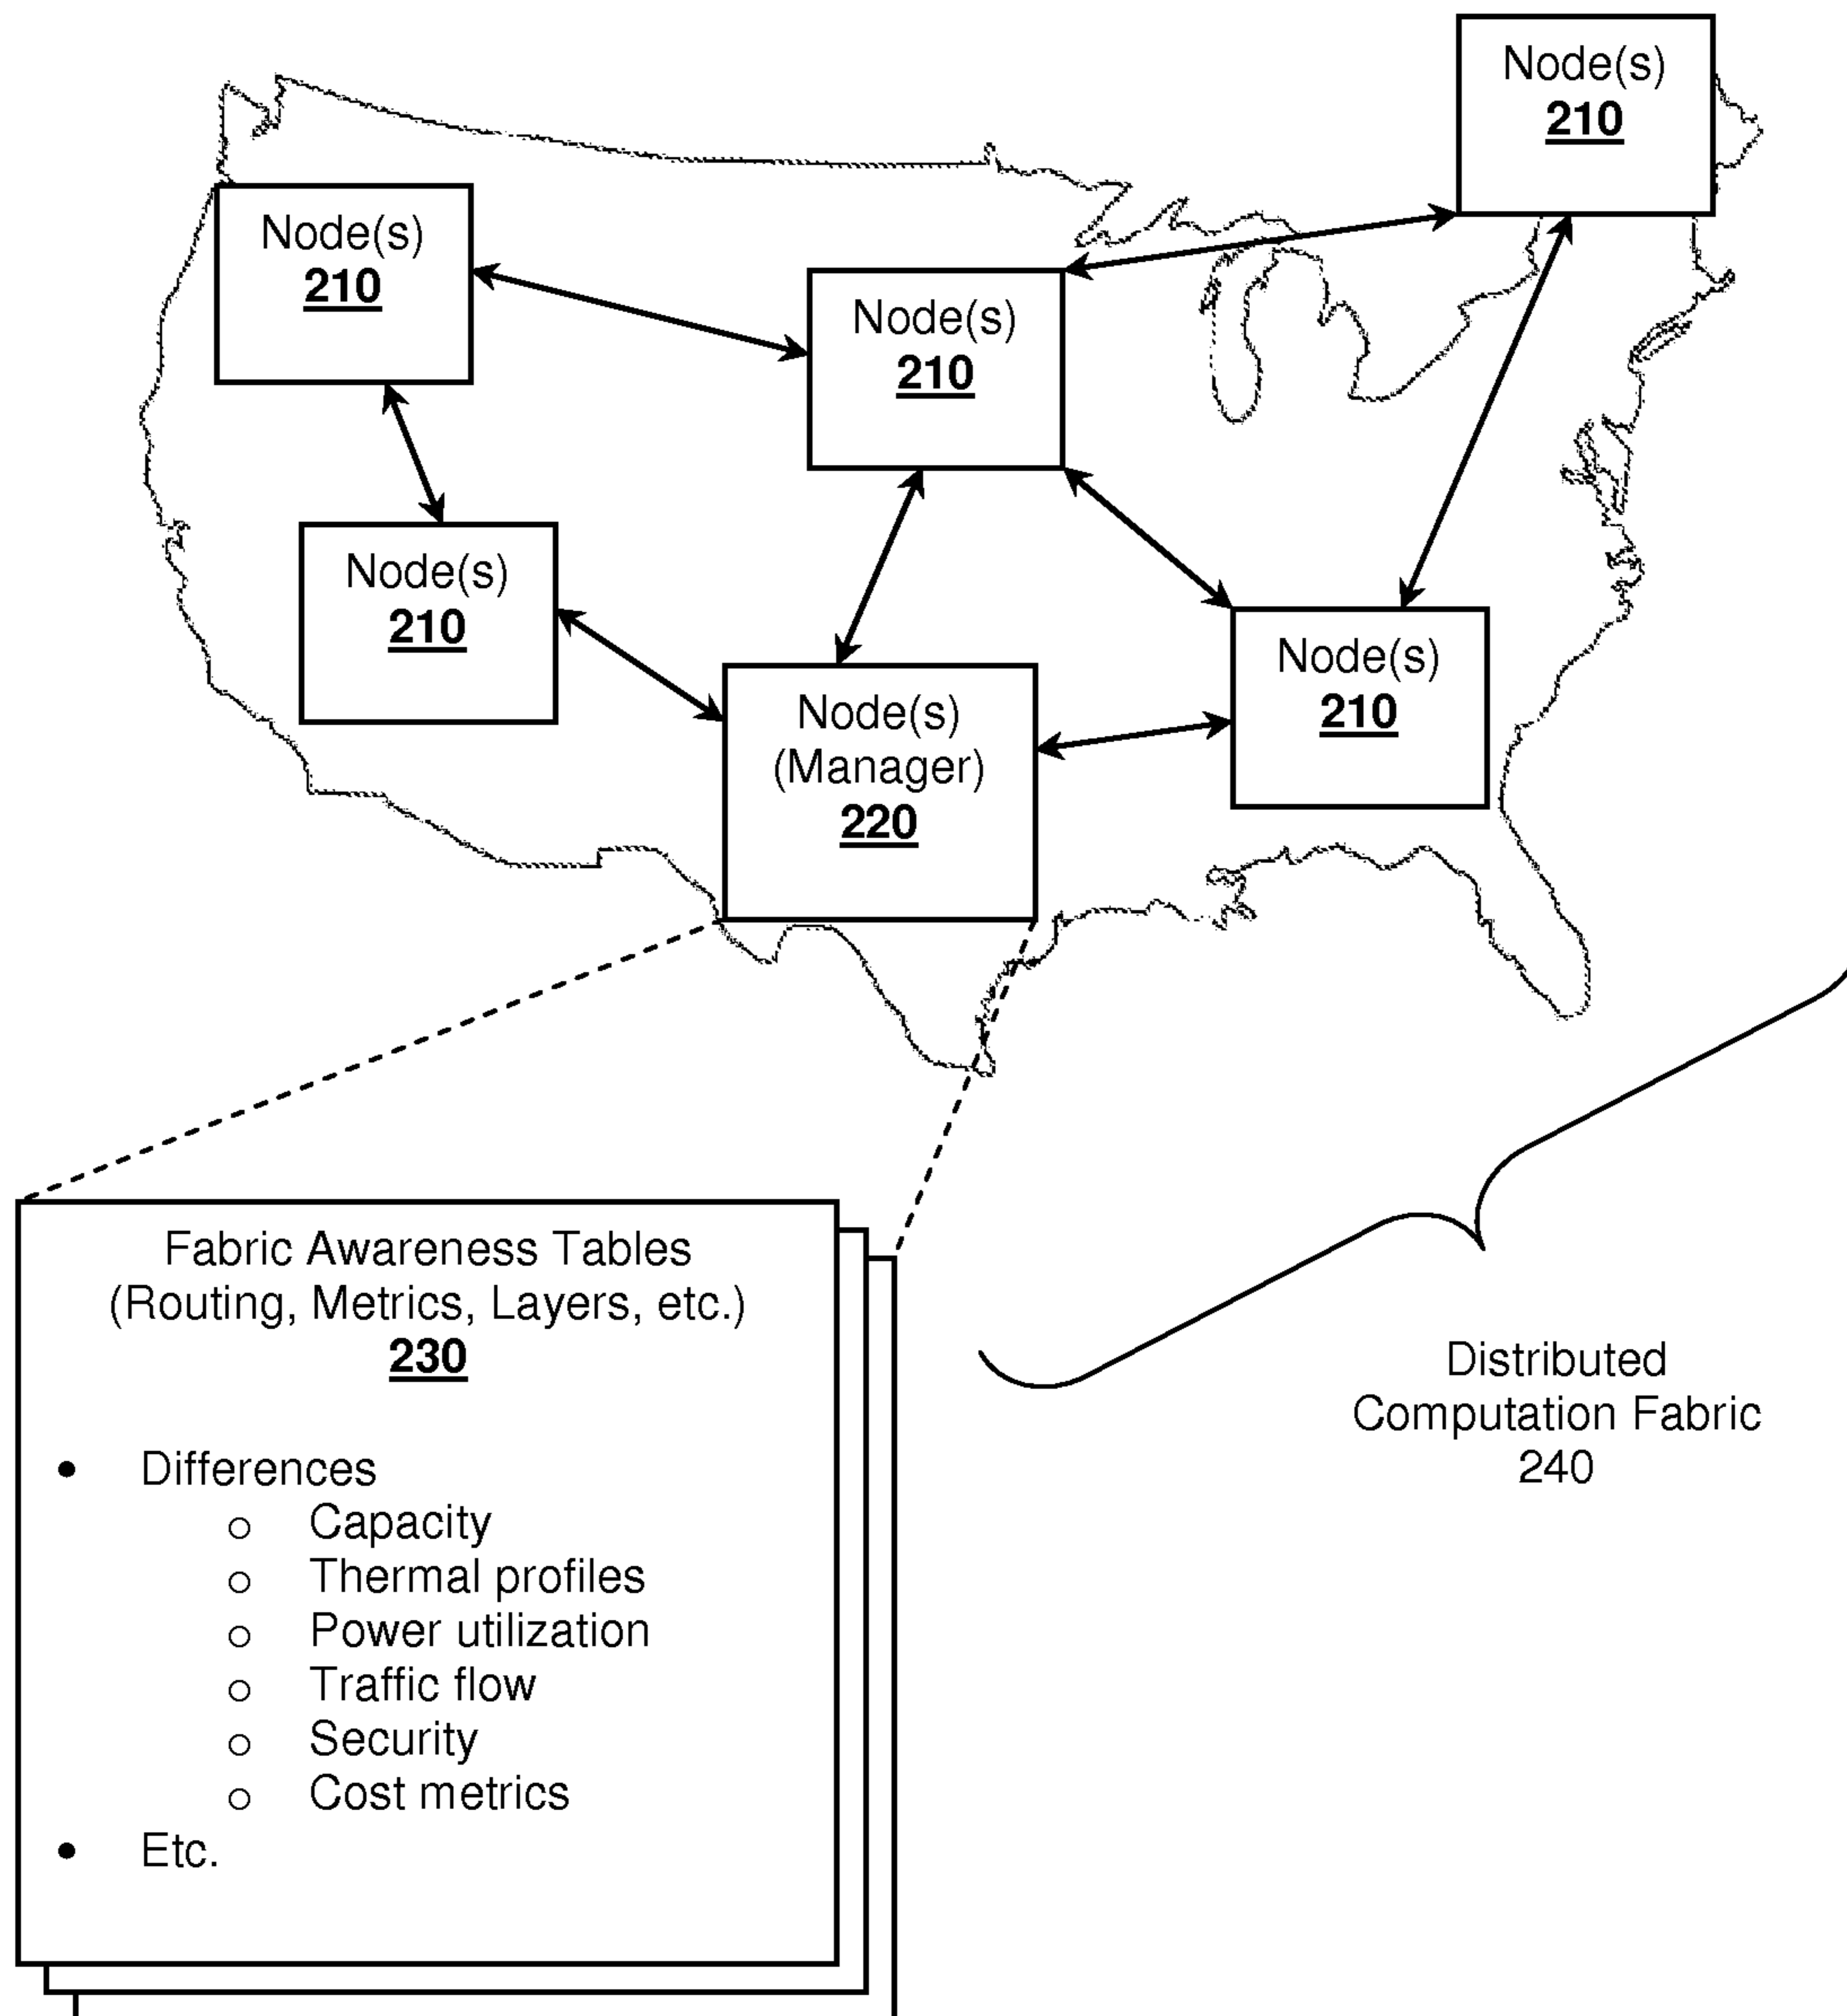 Node(s)
210
Node(s)
210
Node(s)
210
Node(s)
210
Node(s)
(Manager)
220
Node(s)
210
Fabric Awareness Tables
(Routing, Metrics, Layers, etc.)
230
• Differences
○ Capacity
○ Thermal profiles
○ Power utilization
○ Traffic flow
○ Security
○ Cost metrics
• Etc.
Distributed
Computation Fabric
240